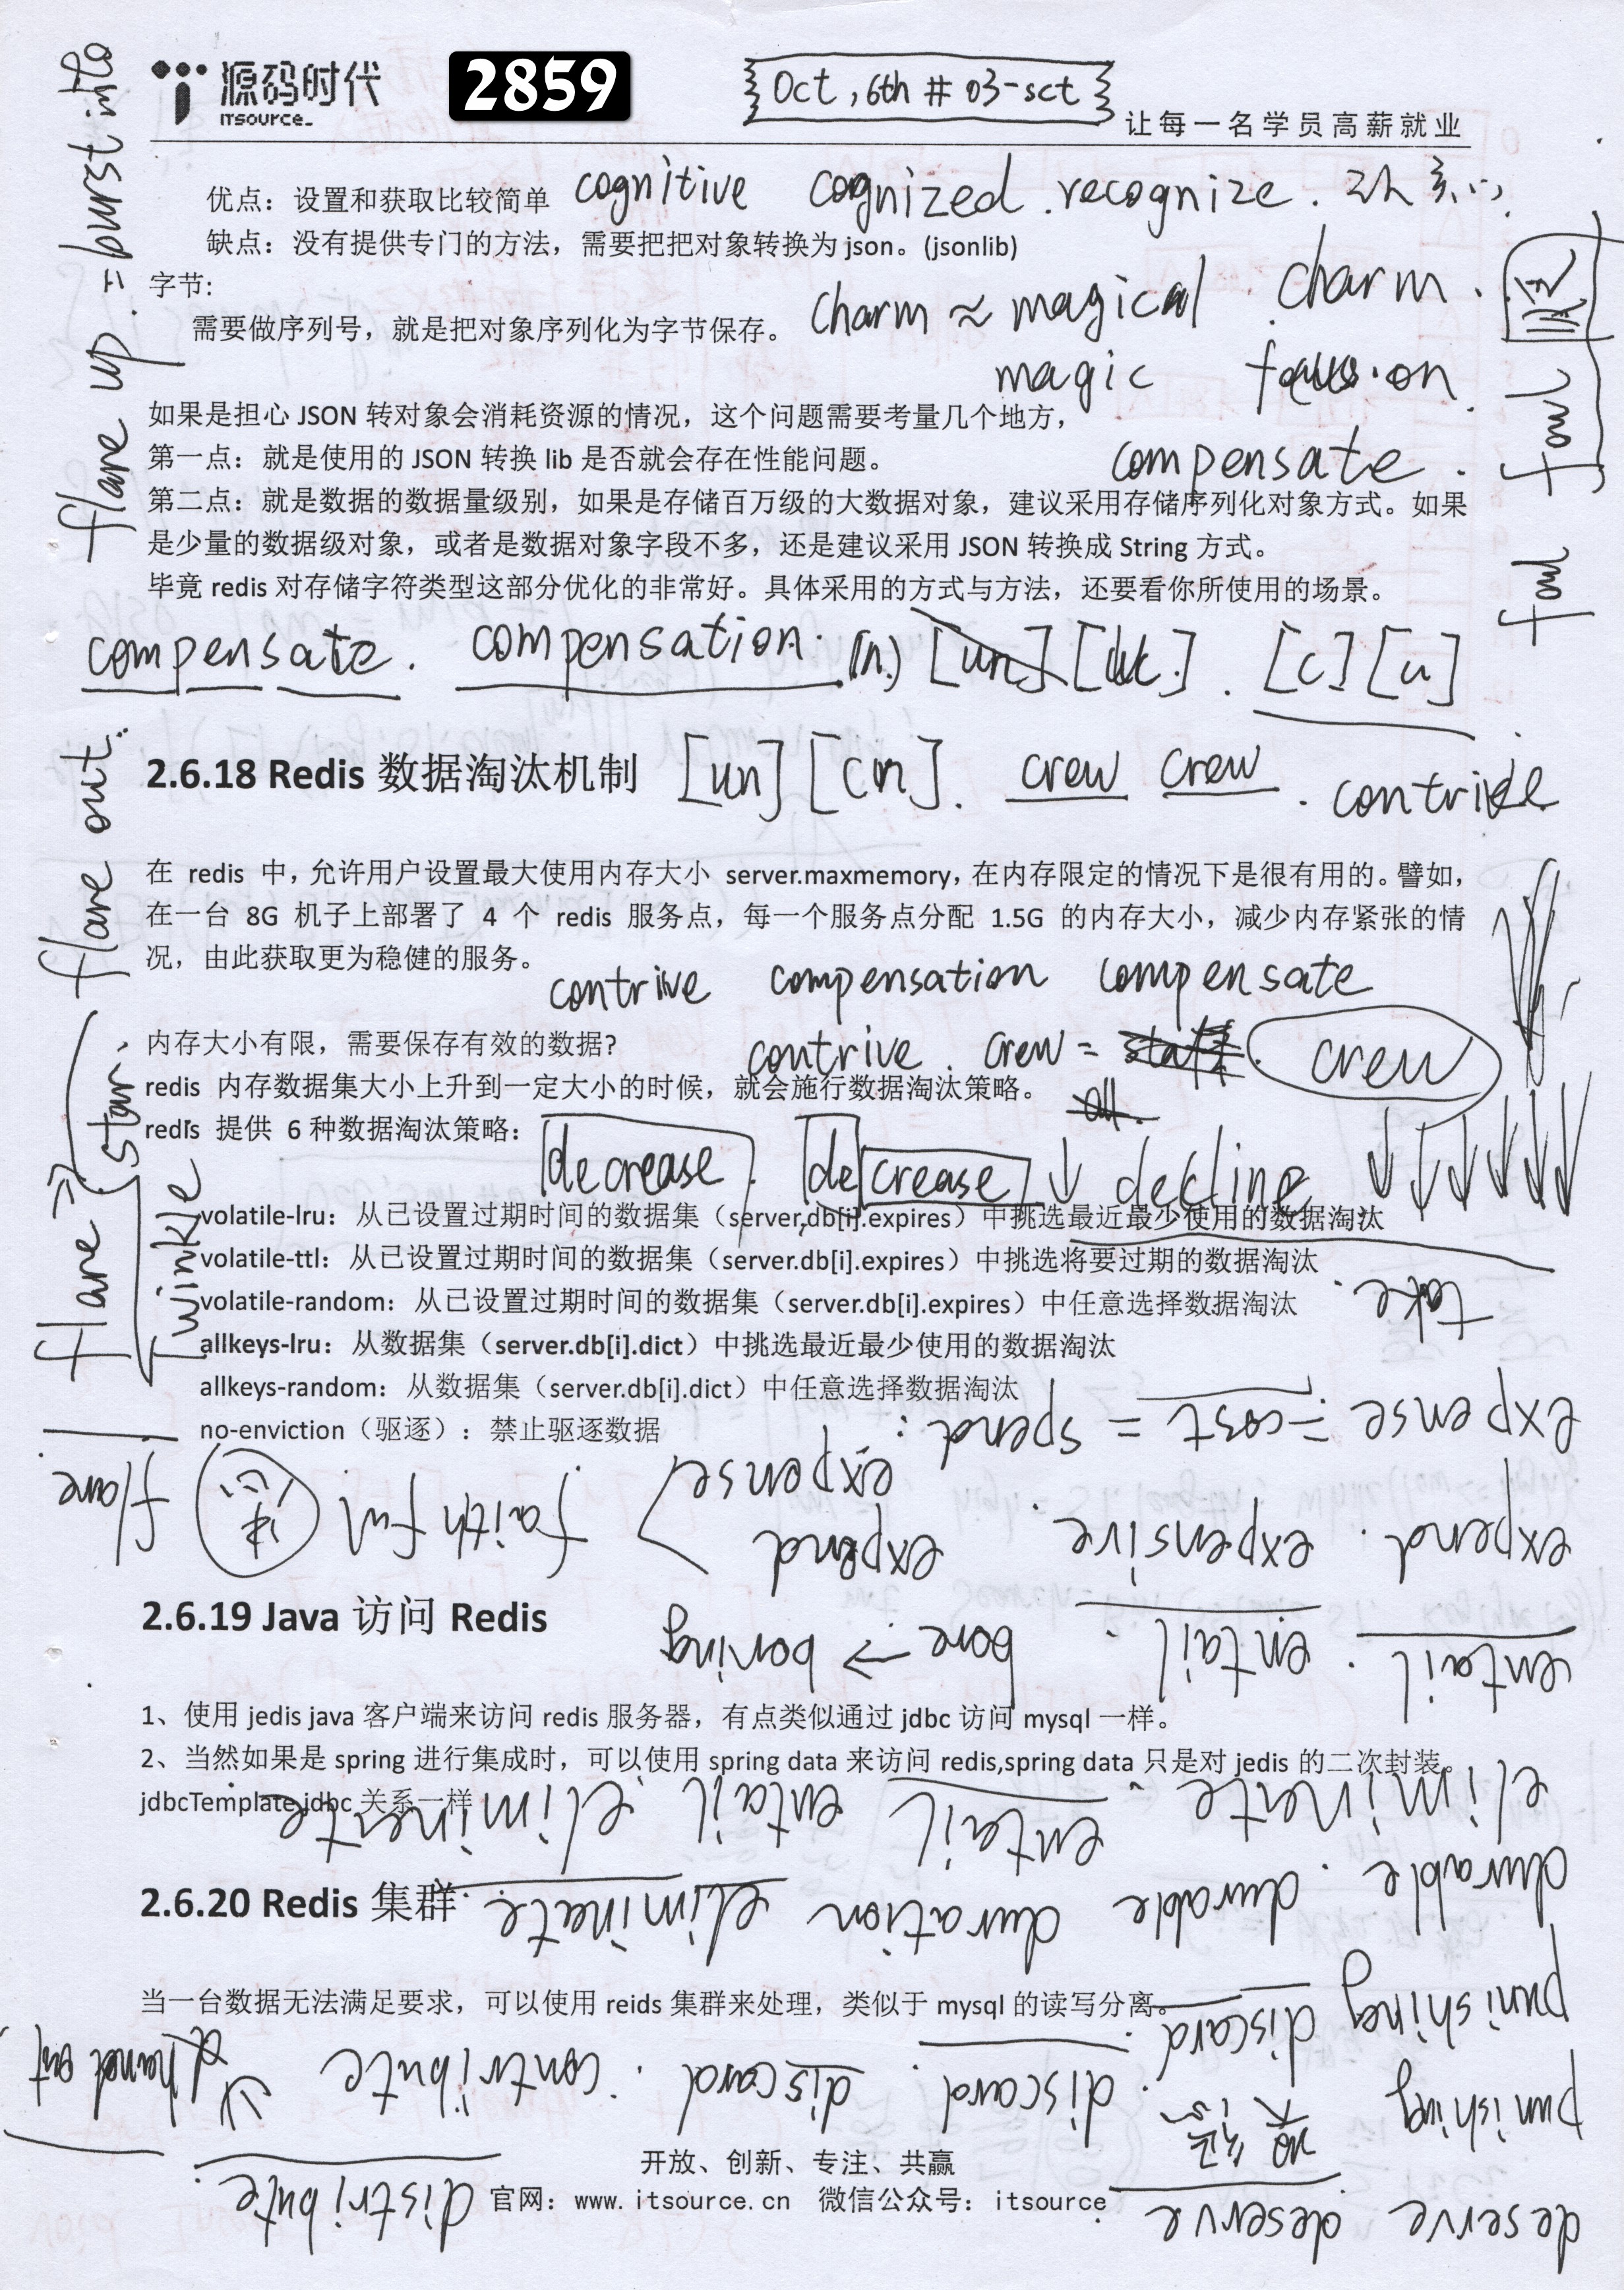 源码时代
ITSOURCE_
2859
Oct, 6th # 03-sct
让每一名学员高薪就业
优点：设置和获取比较简单
cognitive cognized. recognize.
缺点：没有提供专门的方法，需要把把对象转换为 json。(jsonlib)
字节:
charm ≈ magical charm.
需要做序列号，就是把对象序列化为字节保存。
magic
如果是担心 JSON 转对象会消耗资源的情况，这个问题需要考量几个地方，
第一点：就是使用的 JSON 转换 lib 是否就会存在性能问题。
compensate.
第二点：就是数据的数据量级别，如果是存储百万级的大数据对象，建议采用存储序列化对象方式。如果
是少量的数据级对象，或者是数据对象字段不多，还是建议采用 JSON 转换成 String 方式。
毕竟 redis 对存储字符类型这部分优化的非常好。具体采用的方式与方法，还要看你所使用的场景。
compensate. compensation. (n.) [un] . [c] [u]
2.6.18 Redis 数据淘汰机制
[un] [cn]. crew crew . contrive
在 redis 中，允许用户设置最大使用内存大小 server.maxmemory，在内存限定的情况下是很有用的。譬如，
在一台 8G 机子上部署了 4 个 redis 服务点，每一个服务点分配 1.5G 的内存大小，减少内存紧张的情
况，由此获取更为稳健的服务。
contrive compensation compensate
内存大小有限，需要保存有效的数据?
contrive. crew = staff. crew
redis 内存数据集大小上升到一定大小的时候，就会施行数据淘汰策略。
all.
redis 提供 6 种数据淘汰策略：
decrease. decrease ↓ decline ↓↓↓↓↓↓
volatile-lru：从已设置过期时间的数据集（server.db[i].expires）中挑选最近最少使用的数据淘汰
volatile-ttl：从已设置过期时间的数据集（server.db[i].expires）中挑选将要过期的数据淘汰
volatile-random：从已设置过期时间的数据集（server.db[i].expires）中任意选择数据淘汰
take.
allkeys-lru：从数据集（server.db[i].dict）中挑选最近最少使用的数据淘汰
allkeys-random：从数据集（server.db[i].dict）中任意选择数据淘汰
no-enviction（驱逐）：禁止驱逐数据
expense = cost = spend:
expend. expensive. expend expense
faithful flare
2.6.19 Java 访问 Redis
entail. entail. bore → boring
1、使用 jedis java 客户端来访问 redis 服务器，有点类似通过 jdbc 访问 mysql 一样。
2、当然如果是 spring 进行集成时，可以使用 spring data 来访问 redis,spring data 只是对 jedis 的二次封装。
jdbcTemplate jdbc 关系一样
eliminate entail entail eliminate
2.6.20 Redis 集群
durable. durable duration eliminate
当一台数据无法满足要求，可以使用 reids 集群来处理，类似于 mysql 的读写分离。
punishing discard
punishing discard. discard. contribute hand out
开放、创新、专注、共赢
官网：www.itsource.cn 微信公众号：itsource
deserve deserve distribute
flare up. = burst into
flare out.
flare → star.
Twinkle
foul foul